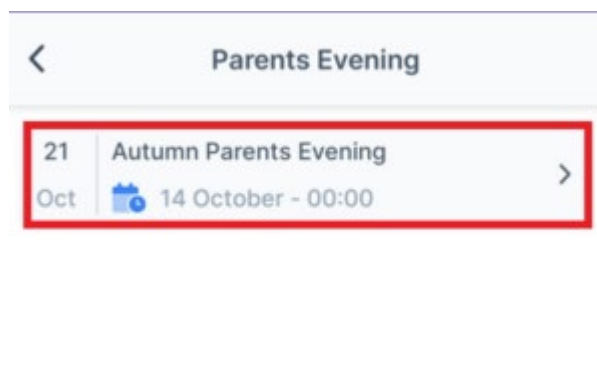 Parents Evening
21 Autumn Parents Evening
Oct 14 October - 00:00